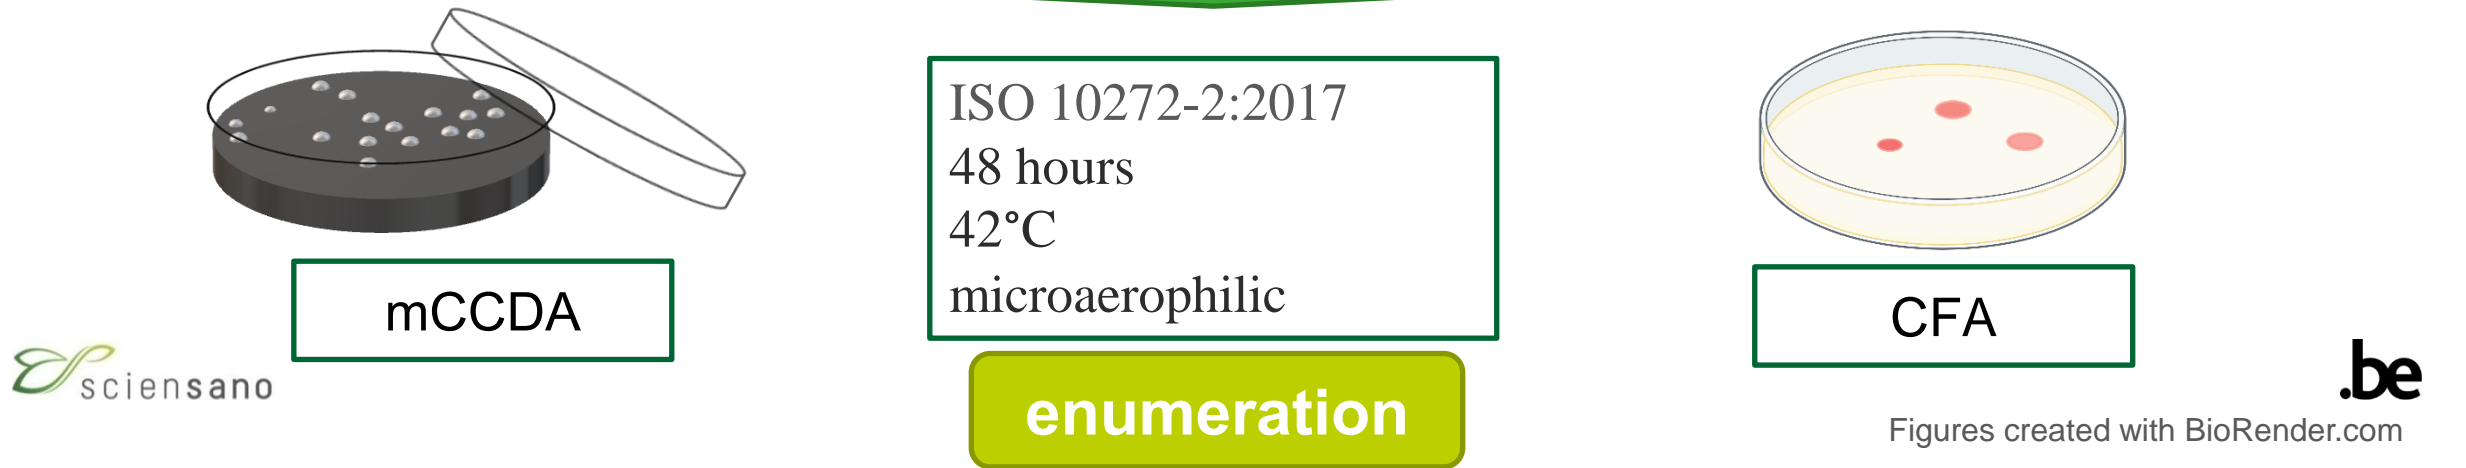 ISO 10272-2:2017
48 hours
42°C
microaerophilic
mCCDA
CFA
sciensano
enumeration
.be
Figures created with BioRender.com